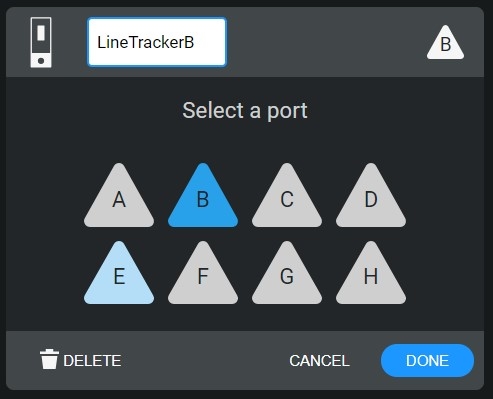 LineTrackerB B
Select a port
A B C D
E F G H
DELETE CANCEL DONE